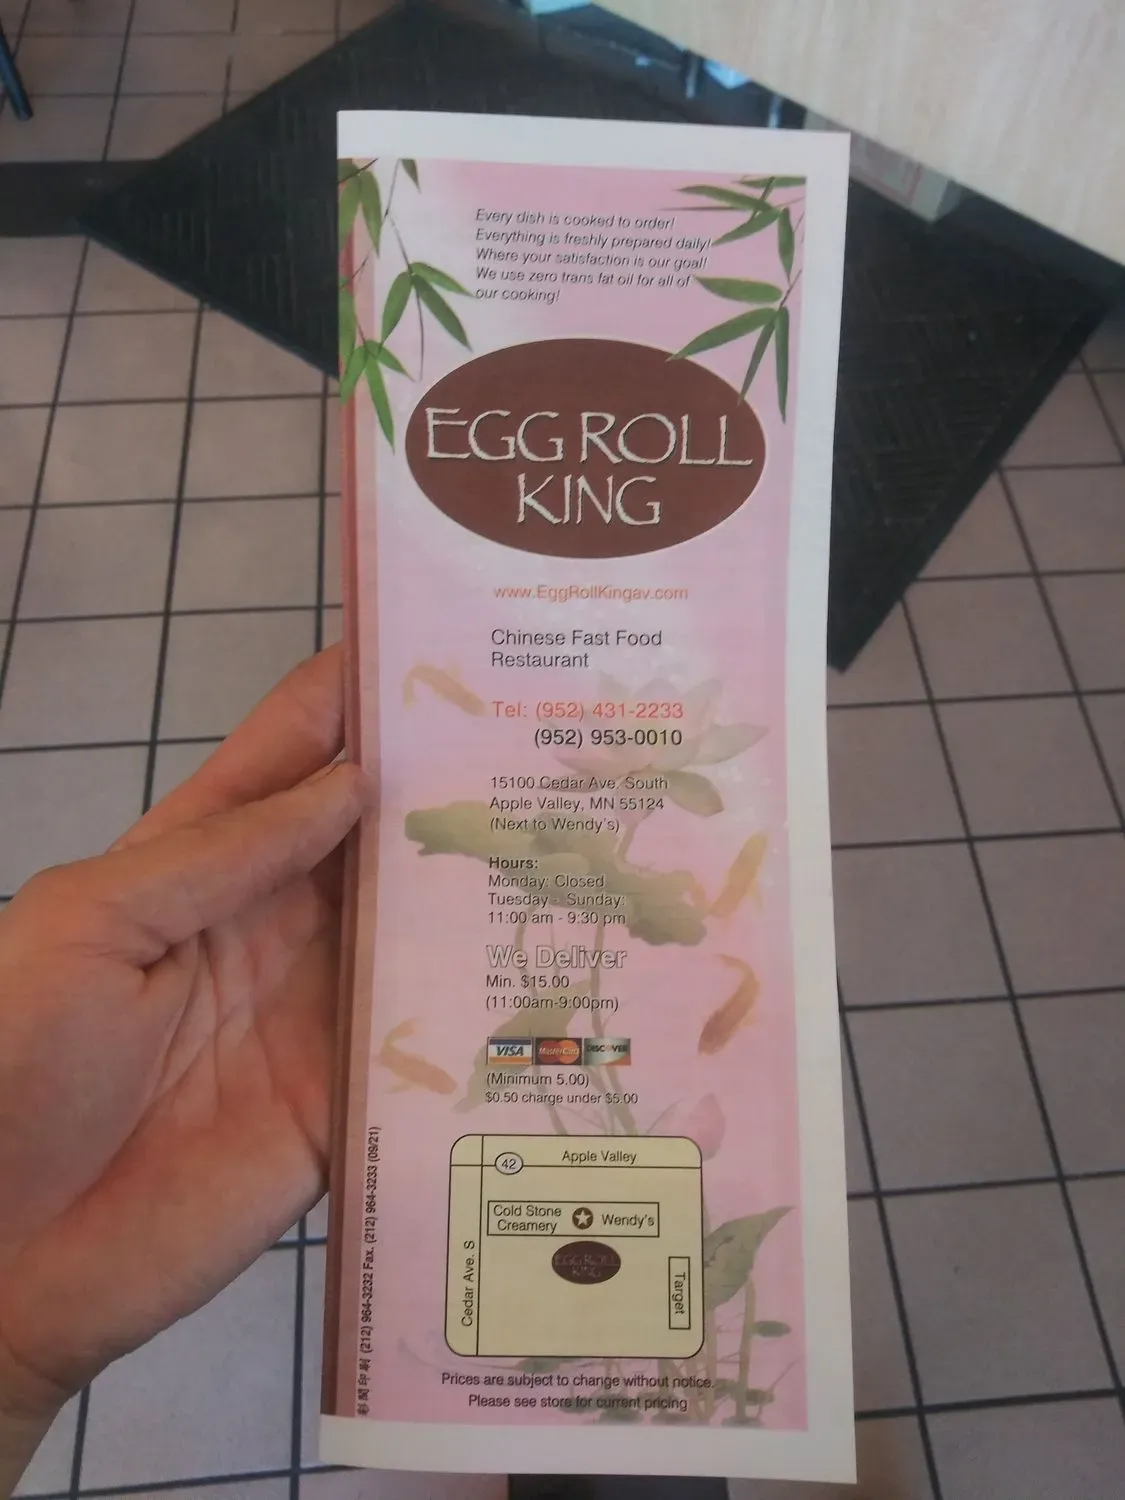 Every dish is cooked to order!
Everything is freshly prepared daily!
Where your satisfaction is our goal!
We use zero trans fat oil for all of
our cooking!
EGG ROLL
KING
www.EggRollKingav.com
Chinese Fast Food
Restaurant
Tel: (952) 431-2233
(952) 953-0010
15100 Cedar Ave. South
Apple Valley, MN 55124
(Next to Wendy's)
Hours:
Monday: Closed
Tuesday - Sunday:
11:00 am - 9:30 pm
We Deliver
Min. $15.00
(11:00am-9:00pm)
VISA MasterCard DISCOVER
(Minimum 5.00)
$0.50 charge under $5.00
42 Apple Valley
Cold Stone
Creamery
Wendy's
EGG ROLL
KING
Cedar Ave. S
Target
Prices are subject to change without notice.
Please see store for current pricing
印刷 (212) 964-3232 Fax. (212) 964-3233 (09/21)